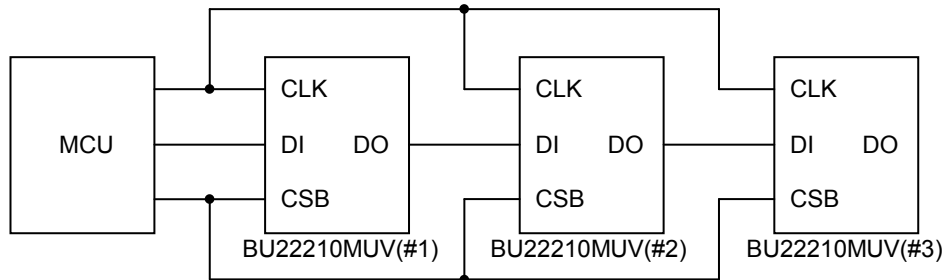 CLK CLK CLK
MCU DI DO DI DO DI DO
CSB CSB CSB
BU22210MUV(#1) BU22210MUV(#2) BU22210MUV(#3)